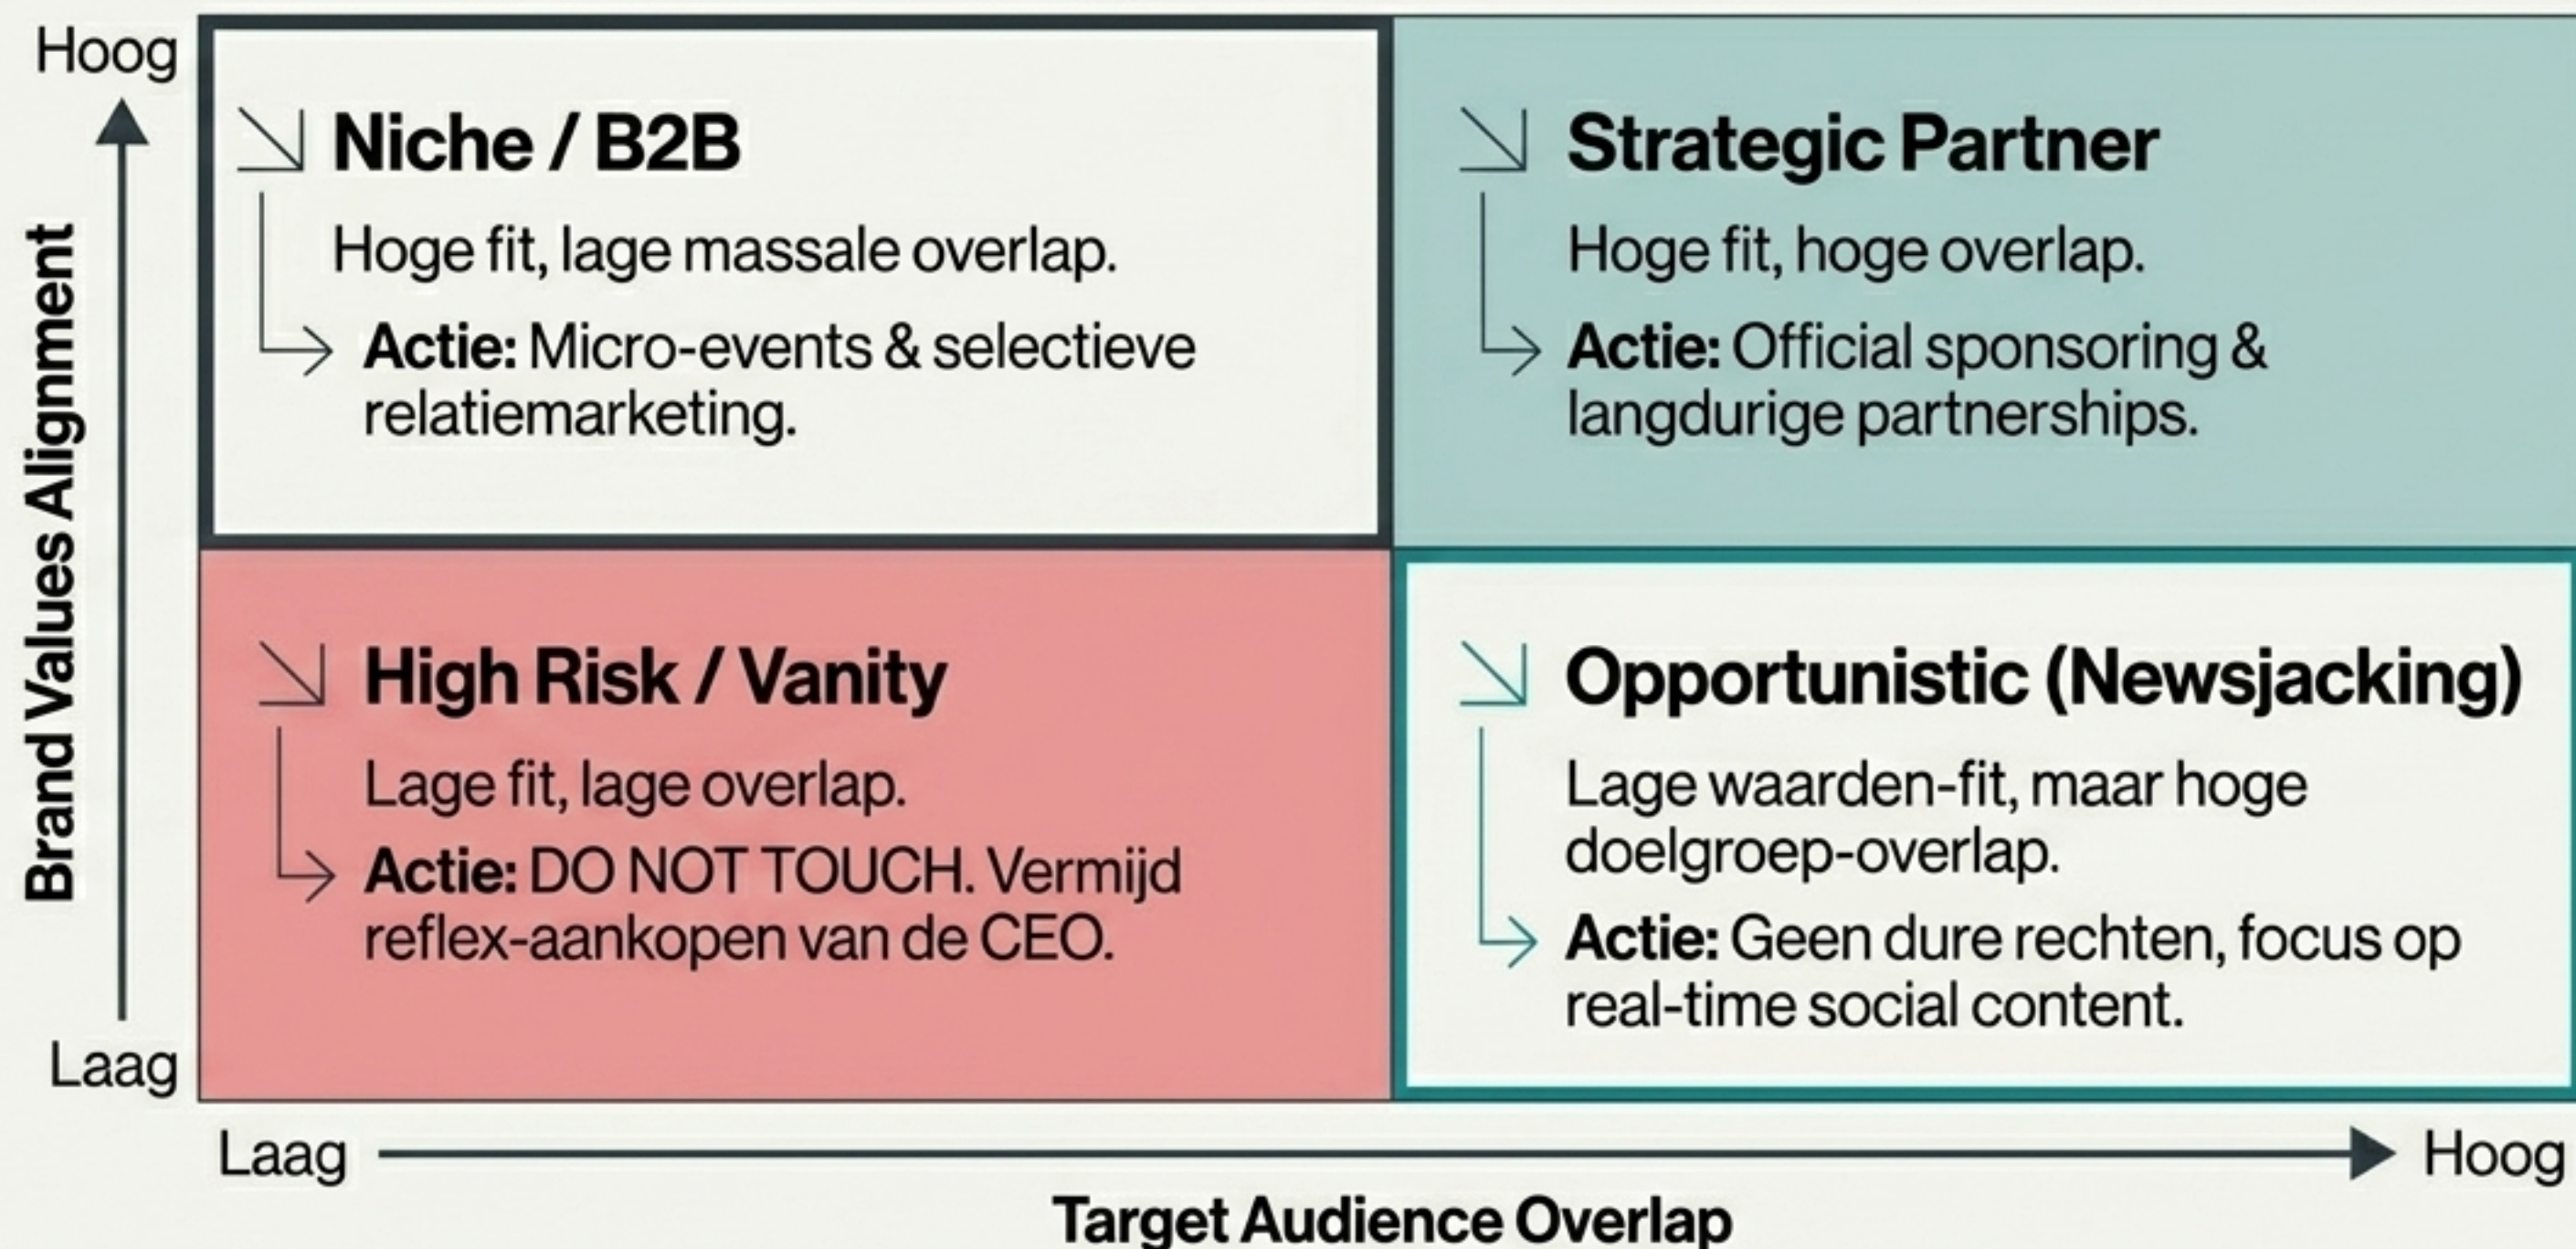 Hoog
Brand Values Alignment
Laag
Niche / B2B
Hoge fit, lage massale overlap.
Actie: Micro-events & selectieve
relatiemarketing.
Strategic Partner
Hoge fit, hoge overlap.
Actie: Official sponsoring &
langdurige partnerships.
High Risk / Vanity
Lage fit, lage overlap.
Actie: DO NOT TOUCH. Vermijd
reflex-aankopen van de CEO.
Opportunistic (Newsjacking)
Lage waarden-fit, maar hoge
doelgroep-overlap.
Actie: Geen dure rechten, focus op
real-time social content.
Laag
Hoog
Target Audience Overlap